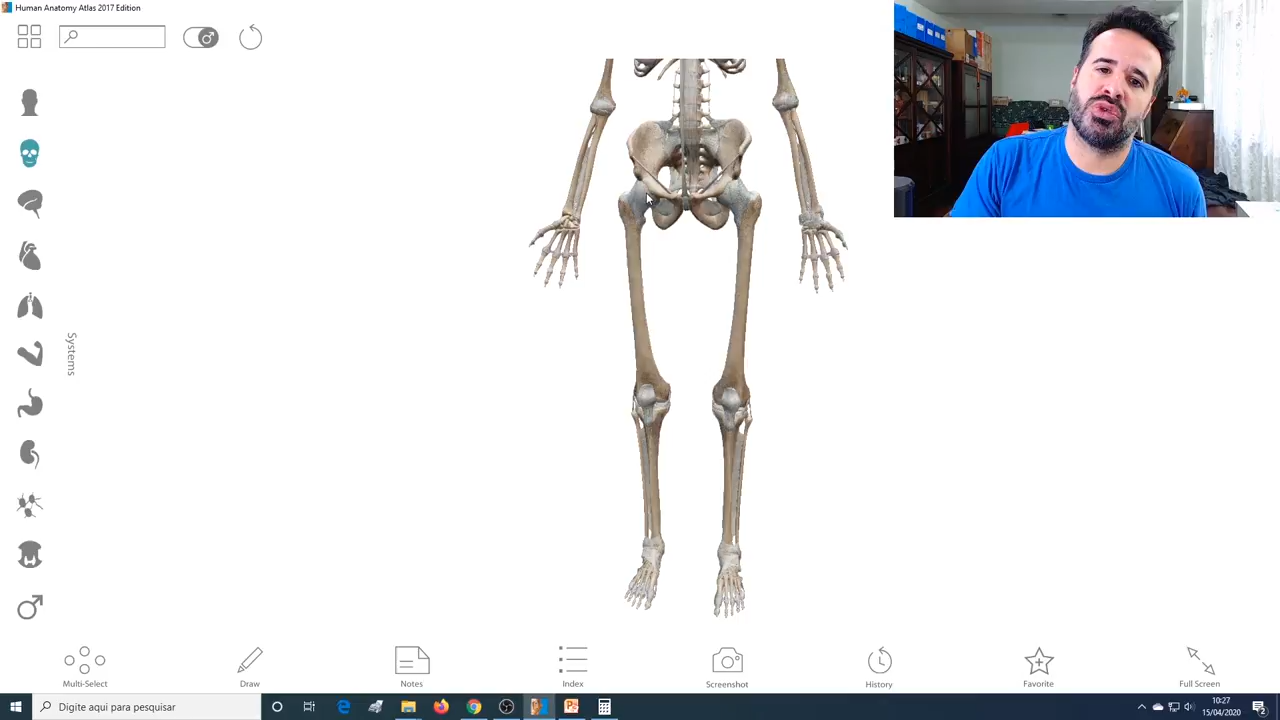 Human Anatomy Atlas 2017 Edition
Systems
Multi-Select
Draw
Notes
Index
Screenshot
History
Favorite
Full Screen
Digite aqui para pesquisar
10:27
15/04/2020
2